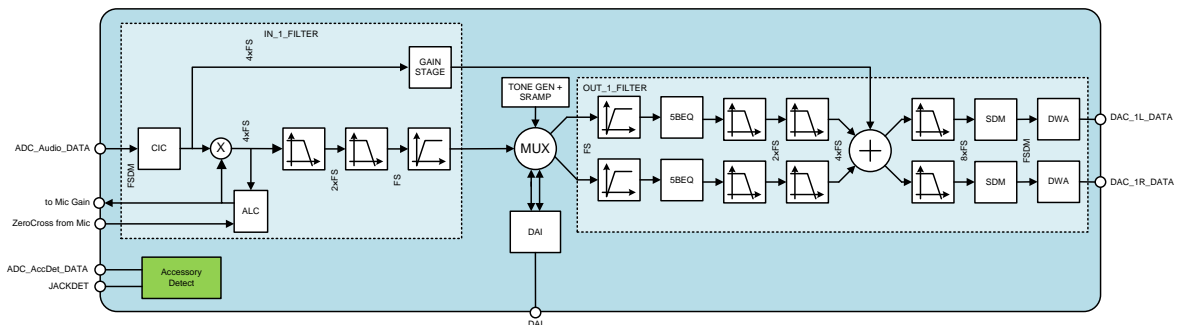 IN_1_FILTER
4xFS
GAIN
STAGE
TONE GEN +
SRAMP
OUT_1_FILTER
ADC_Audio_DATA
FSDM
CIC
X
4xFS
2xFS
FS
MUX
FS
5BEQ
2xFS
4xFS
+
8xFS
SDM
FSDM
DWA
DAC_1L_DATA
5BEQ
SDM
DWA
DAC_1R_DATA
to Mic Gain
ZeroCross from Mic
ALC
DAI
ADC_AccDet_DATA
JACKDET
Accessory
Detect
DAI